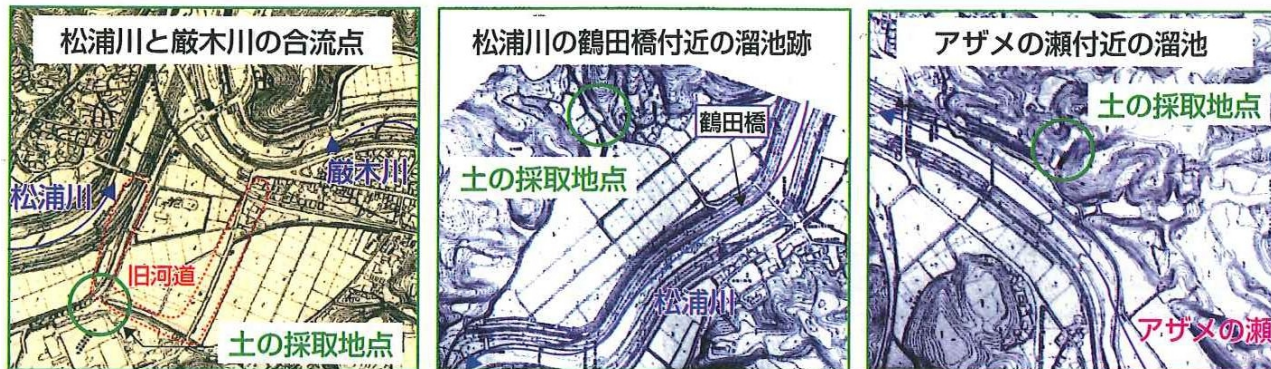 松浦川と厳木川の合流点
厳木川
松浦川
旧河道
土の採取地点
松浦川の鶴田橋付近の溜池跡
鶴田橋
土の採取地点
松浦川
アザメの瀬付近の溜池
土の採取地点
アザメの瀬